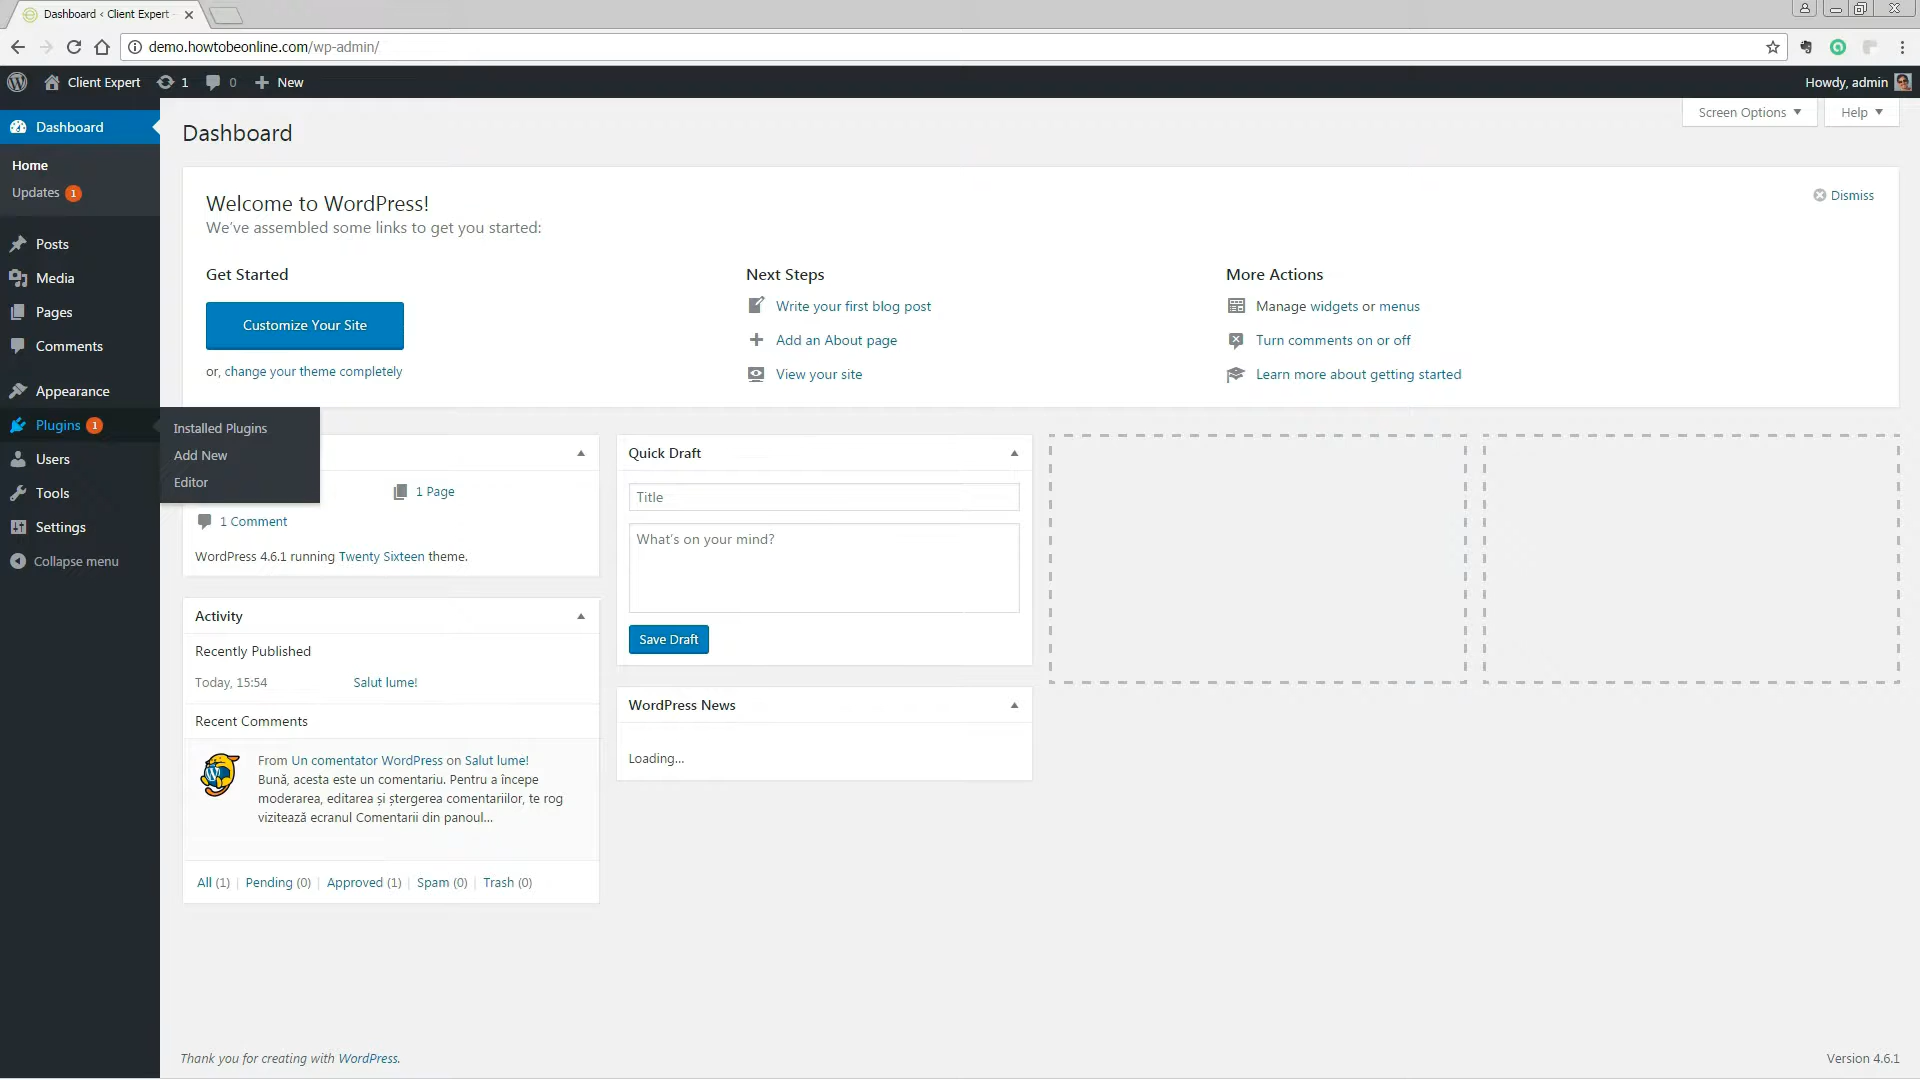 Dashboard ‹ Client Expert
demo.howtobeonline.com/wp-admin/
Client Expert 1 0 New
Howdy, admin
Dashboard
Home
Updates 1
Posts
Media
Pages
Comments
Appearance
Plugins 1
Users
Tools
Settings
Collapse menu
Installed Plugins
Add New
Editor
Dashboard
Screen Options
Help
Welcome to WordPress!
We've assembled some links to get you started:
Dismiss
Get Started
Customize Your Site
or, change your theme completely
Next Steps
Write your first blog post
Add an About page
View your site
More Actions
Manage widgets or menus
Turn comments on or off
Learn more about getting started
1 Page
1 Comment
WordPress 4.6.1 running Twenty Sixteen theme.
Activity
Recently Published
Today, 15:54 Salut lume!
Recent Comments
From Un comentator WordPress on Salut lume!
Bună, acesta este un comentariu. Pentru a începe
moderarea, editarea și ștergerea comentariilor, te rog
vizitează ecranul Comentarii din panoul...
All (1) | Pending (0) | Approved (1) | Spam (0) | Trash (0)
Quick Draft
Title
What's on your mind?
Save Draft
WordPress News
Loading...
Thank you for creating with WordPress.
Version 4.6.1